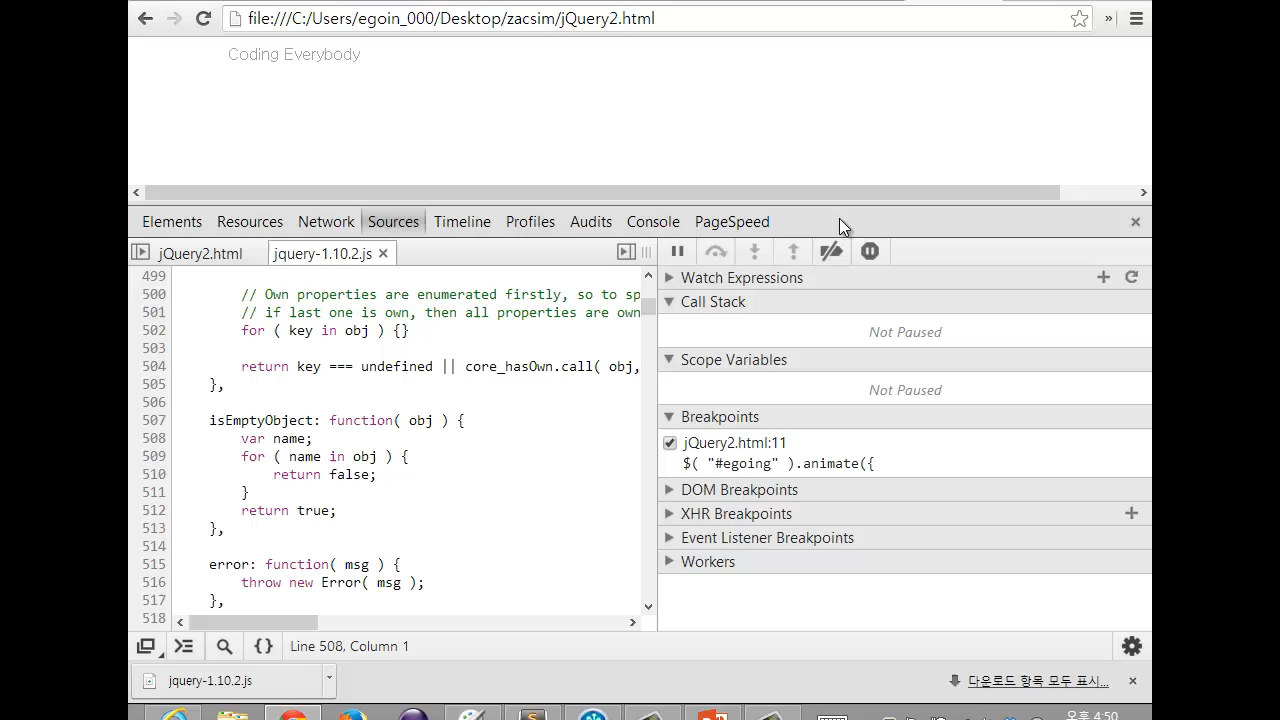 file:///C:/Users/egoin_000/Desktop/zacsim/jQuery2.html
»
Coding Everybody
Elements Resources Network Sources Timeline Profiles Audits Console PageSpeed
jQuery2.html jquery-1.10.2.js
499
500 // Own properties are enumerated firstly, so to sp
501 // if last one is own, then all properties are own
502 for ( key in obj ) {}
503
504 return key === undefined || core_hasOwn.call( obj,
505 },
506
507 isEmptyObject: function( obj ) {
508 var name;
509 for ( name in obj ) {
510 return false;
511 }
512 return true;
513 },
514
515 error: function( msg ) {
516 throw new Error( msg );
517 },
518
Watch Expressions
Call Stack
Not Paused
Scope Variables
Not Paused
Breakpoints
jQuery2.html:11
$( "#egoing" ).animate({
DOM Breakpoints
XHR Breakpoints
Event Listener Breakpoints
Workers
{} Line 508, Column 1
jquery-1.10.2.js
다운로드 항목 모두 표시...
오후 4:50